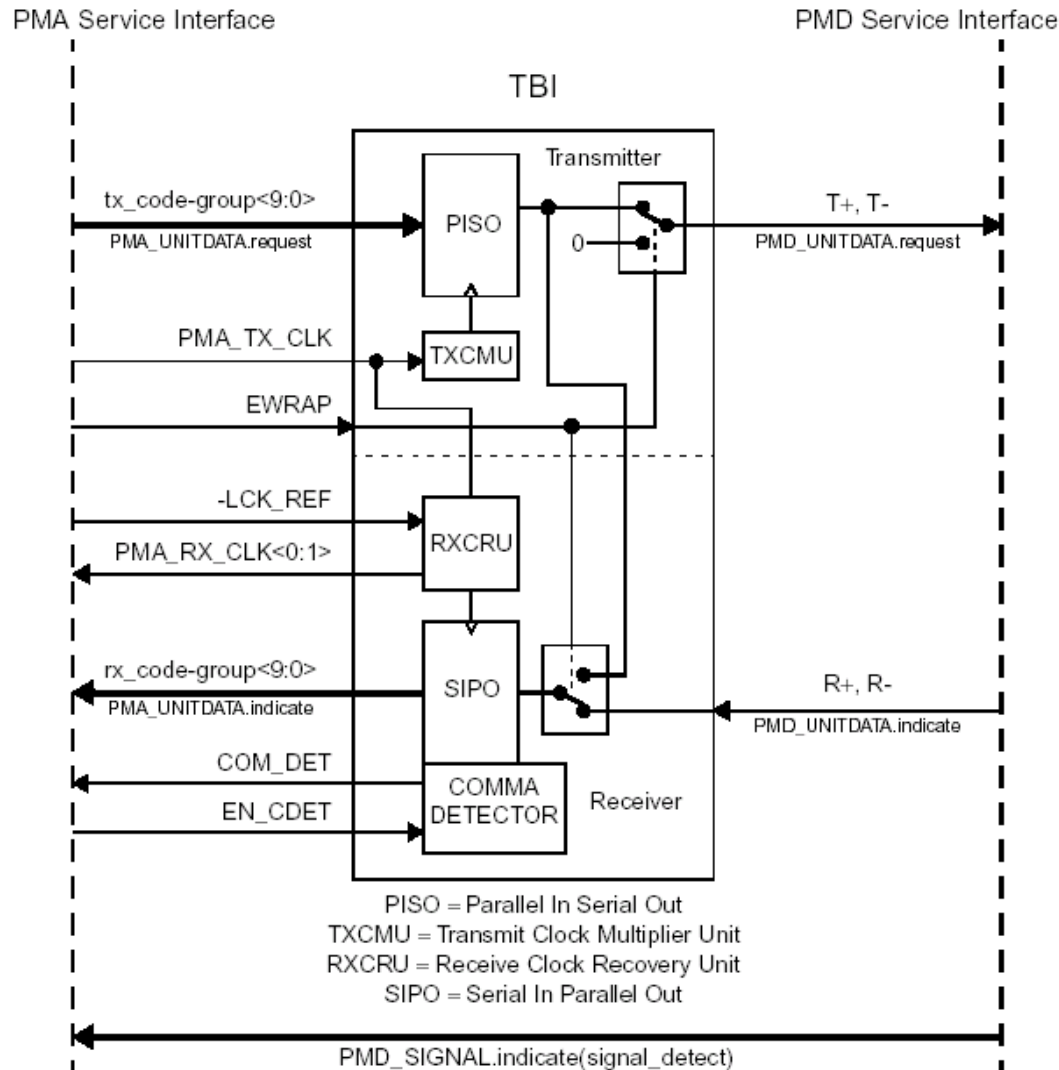 PMA Service Interface
PMD Service Interface
TBI
Transmitter
tx_code-group<9:0>
PMA_UNITDATA.request
PISO
0
T+, T-
PMD_UNITDATA.request
PMA_TX_CLK
TXCMU
EWRAP
-LCK_REF
RXCRU
PMA_RX_CLK<0:1>
rx_code-group<9:0>
PMA_UNITDATA.indicate
SIPO
R+, R-
PMD_UNITDATA.indicate
COM_DET
EN_CDET
COMMA
DETECTOR
Receiver
PISO = Parallel In Serial Out
TXCMU = Transmit Clock Multiplier Unit
RXCRU = Receive Clock Recovery Unit
SIPO = Serial In Parallel Out
PMD_SIGNAL.indicate(signal_detect)